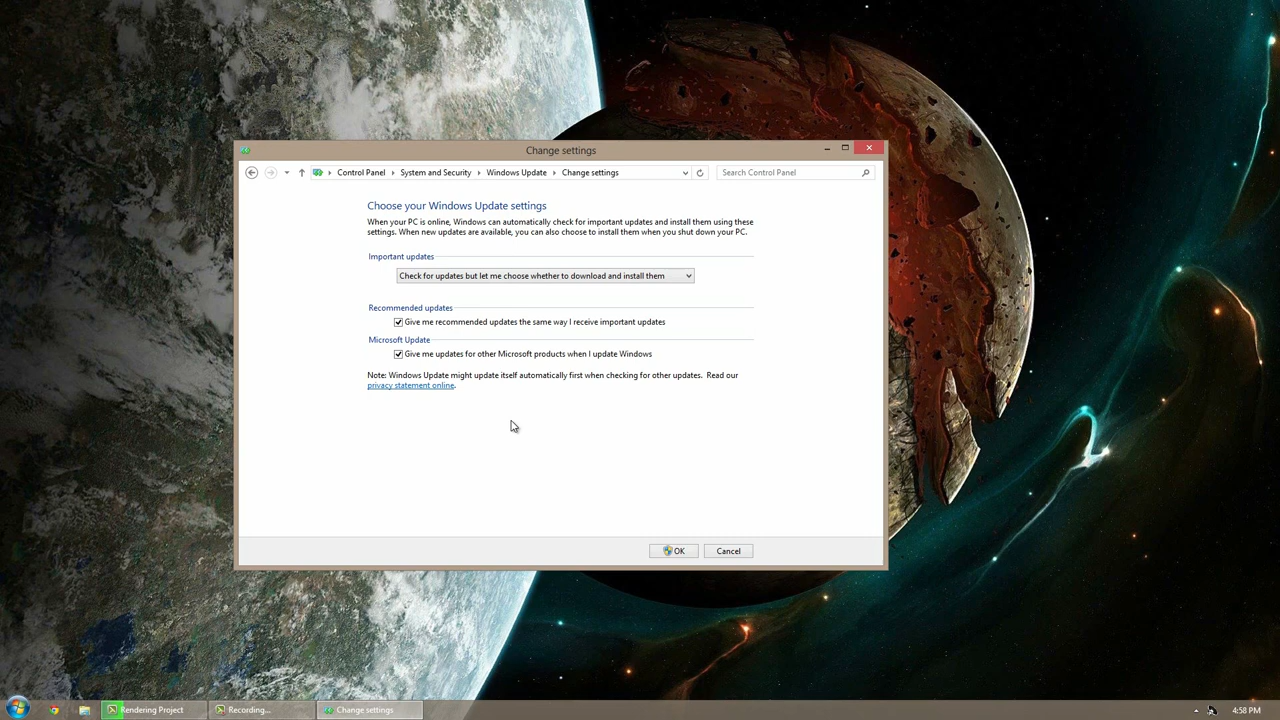 Change settings
Control Panel System and Security Windows Update Change settings
Search Control Panel
Choose your Windows Update settings
When your PC is online, Windows can automatically check for important updates and install them using these
settings. When new updates are available, you can also choose to install them when you shut down your PC.
Important updates
Check for updates but let me choose whether to download and install them
Recommended updates
Give me recommended updates the same way I receive important updates
Microsoft Update
Give me updates for other Microsoft products when I update Windows
Note: Windows Update might update itself automatically first when checking for other updates. Read our
privacy statement online.
OK Cancel
Rendering Project Recording... Change settings 4:58 PM